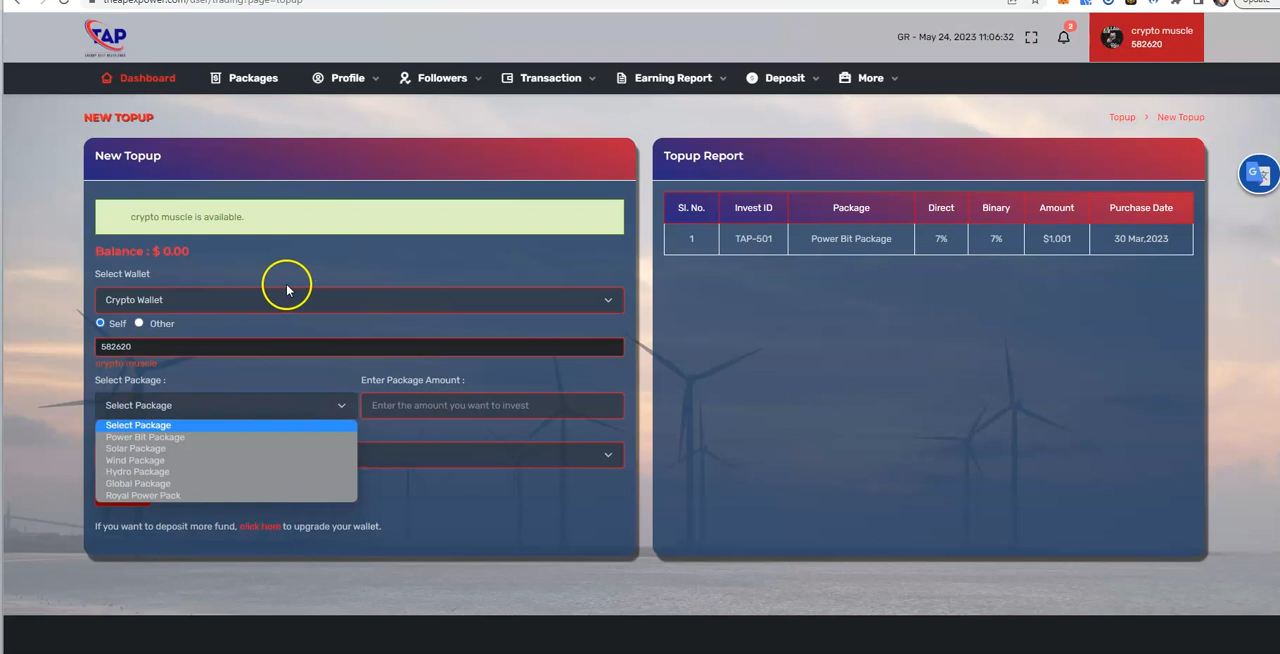 theapexpower.com/user/trading?page=topup
Update
TAP
GR - May 24, 2023 11:06:32
2
crypto muscle
582620
Dashboard
Packages
Profile
Followers
Transaction
Earning Report
Deposit
More
NEW TOPUP
Topup > New Topup
New Topup
crypto muscle is available.
Balance : $ 0.00
Select Wallet
Crypto Wallet
Self Other
582620
crypto muscle
Select Package :
Enter Package Amount :
Select Package
Enter the amount you want to invest
Select Package
Power Bit Package
Solar Package
Wind Package
Hydro Package
Global Package
Royal Power Pack
If you want to deposit more fund, click here to upgrade your wallet.
Topup Report
Sl. No. Invest ID Package Direct Binary Amount Purchase Date
1 TAP-501 Power Bit Package 7% 7% $1,001 30 Mar,2023